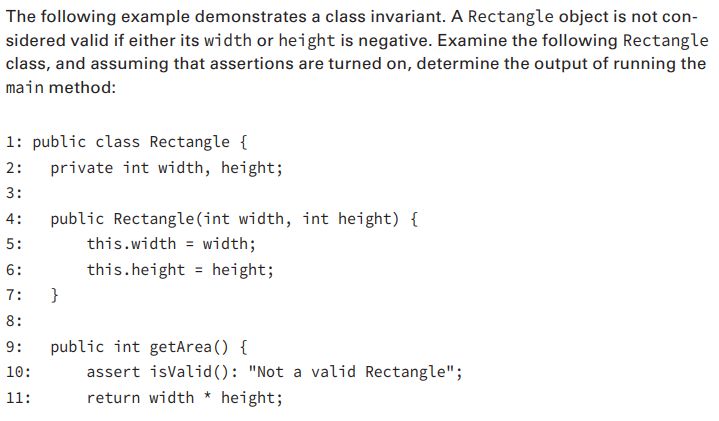 The following example demonstrates a class invariant. A Rectangle object is not con-
sidered valid if either its width or height is negative. Examine the following Rectangle
class, and assuming that assertions are turned on, determine the output of running the
main method:
1: public class Rectangle {
2:   private int width, height;
3:
4:   public Rectangle(int width, int height) {
5:       this.width = width;
6:       this.height = height;
7:   }
8:
9:   public int getArea() {
10:      assert isValid(): "Not a valid Rectangle";
11:      return width * height;